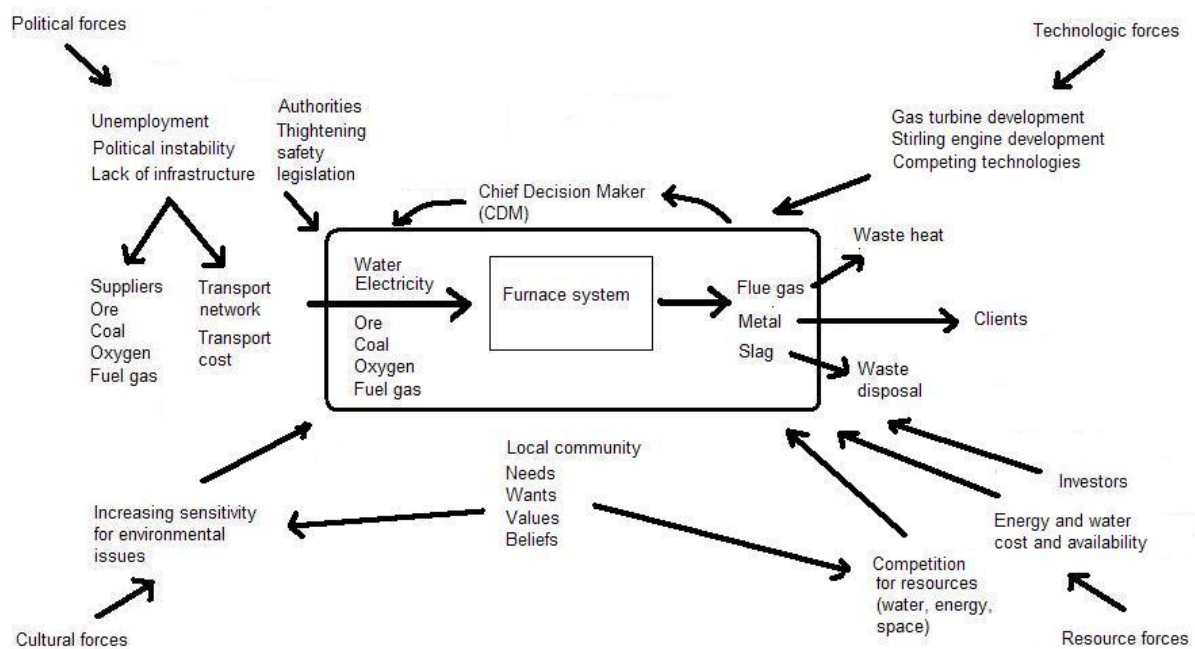 Political forces
Technologic forces
Unemployment
Political instability
Lack of infrastructure
Authorities
Thightening
safety
legislation
Gas turbine development
Stirling engine development
Competing technologies
Chief Decision Maker
(CDM)
Suppliers
Ore
Coal
Oxygen
Fuel gas
Transport
network
Transport
cost
Water
Electricity
Ore
Coal
Oxygen
Fuel gas
Furnace system
Flue gas
Metal
Slag
Waste heat
Clients
Waste
disposal
Local community
Needs
Wants
Values
Beliefs
Increasing sensitivity
for environmental
issues
Investors
Energy and water
cost and availability
Competition
for resources
(water, energy,
space)
Cultural forces
Resource forces